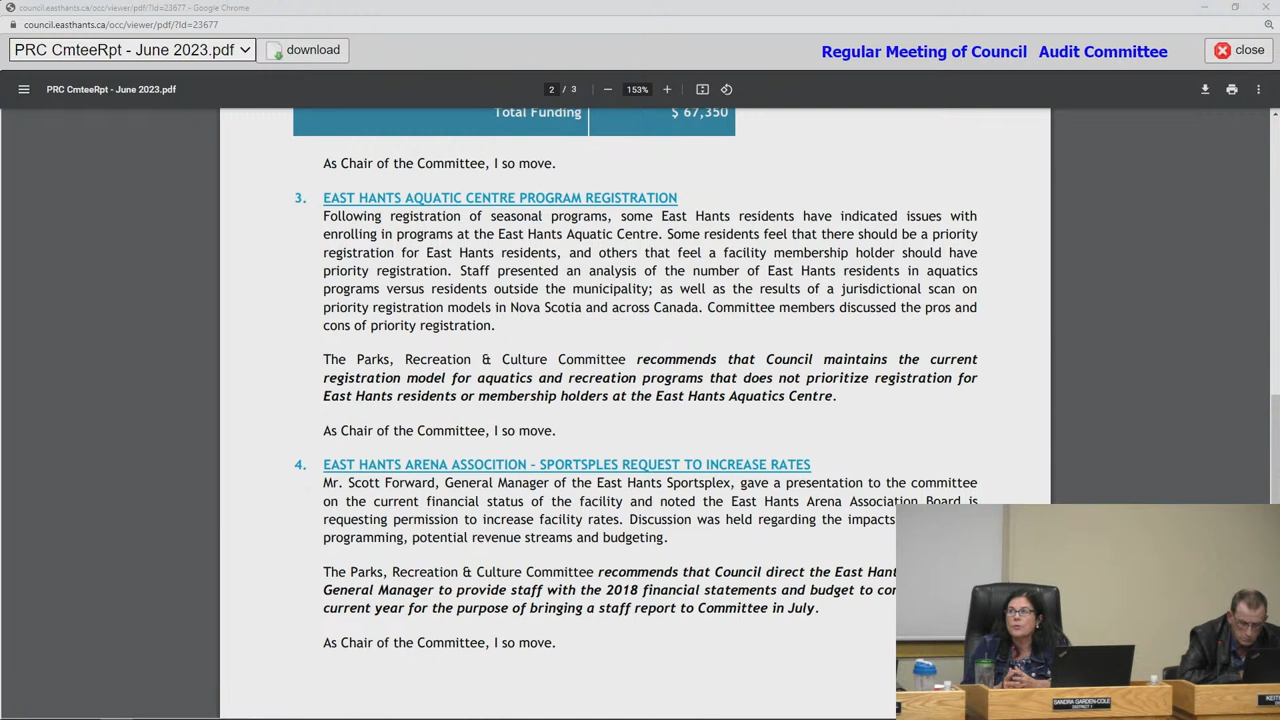 council.easthants.ca/occ/viewer/pdf/?Id=23677 - Google Chrome
council.easthants.ca/occ/viewer/pdf/?Id=23677
PRC CmteeRpt - June 2023.pdf
download
Regular Meeting of Council Audit Committee
close
PRC CmteeRpt - June 2023.pdf
2 / 3
153%
Total Funding $ 67,350
As Chair of the Committee, I so move.
3. EAST HANTS AQUATIC CENTRE PROGRAM REGISTRATION
Following registration of seasonal programs, some East Hants residents have indicated issues with
enrolling in programs at the East Hants Aquatic Centre. Some residents feel that there should be a priority
registration for East Hants residents, and others that feel a facility membership holder should have
priority registration. Staff presented an analysis of the number of East Hants residents in aquatics
programs versus residents outside the municipality; as well as the results of a jurisdictional scan on
priority registration models in Nova Scotia and across Canada. Committee members discussed the pros and
cons of priority registration.
The Parks, Recreation & Culture Committee recommends that Council maintains the current
registration model for aquatics and recreation programs that does not prioritize registration for
East Hants residents or membership holders at the East Hants Aquatics Centre.
As Chair of the Committee, I so move.
4. EAST HANTS ARENA ASSOCITION - SPORTSPLES REQUEST TO INCREASE RATES
Mr. Scott Forward, General Manager of the East Hants Sportsplex, gave a presentation to the committee
on the current financial status of the facility and noted the East Hants Arena Association Board is
requesting permission to increase facility rates. Discussion was held regarding the impacts
programming, potential revenue streams and budgeting.
The Parks, Recreation & Culture Committee recommends that Council direct the East Hant
General Manager to provide staff with the 2018 financial statements and budget to
current year for the purpose of bringing a staff report to Committee in July.
As Chair of the Committee, I so move.
SANDRA GARDEN-COLE
DISTRICT 1
KEITH